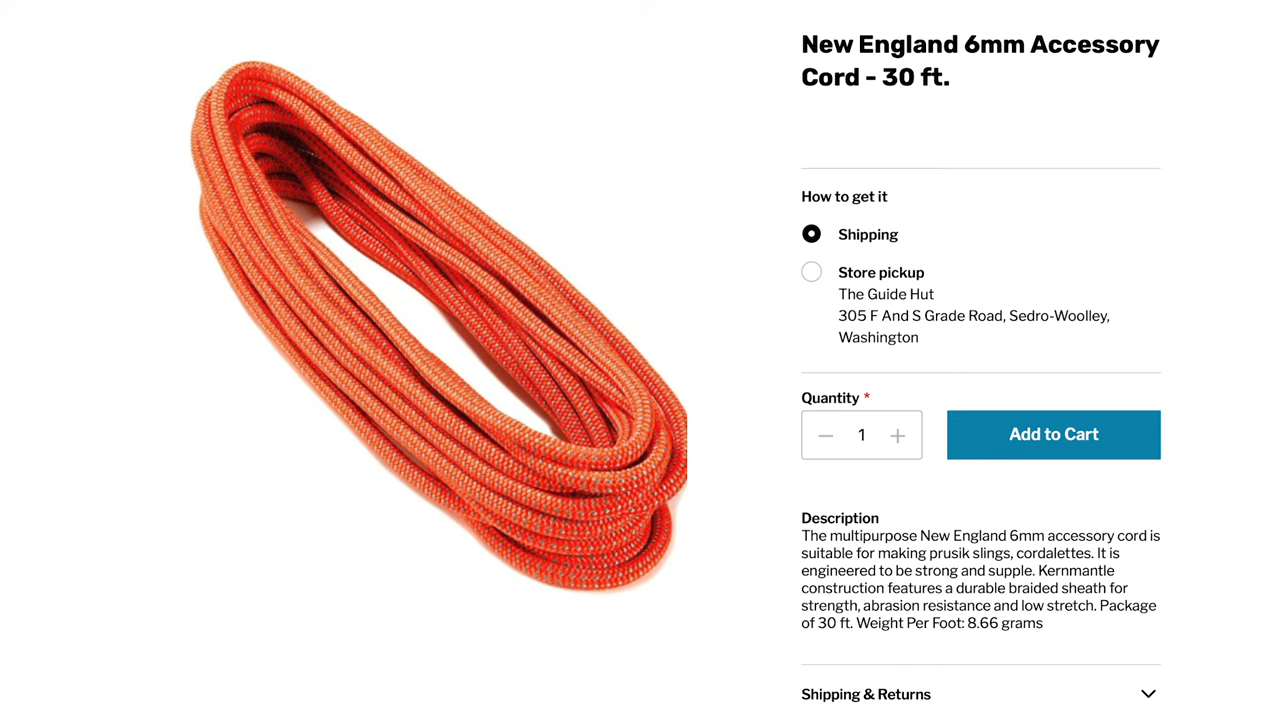 New England 6mm Accessory
Cord - 30 ft.
How to get it
Shipping
Store pickup
The Guide Hut
305 F And S Grade Road, Sedro-Woolley,
Washington
Quantity *
1
Add to Cart
Description
The multipurpose New England 6mm accessory cord is
suitable for making prusik slings, cordalettes. It is
engineered to be strong and supple. Kernmantle
construction features a durable braided sheath for
strength, abrasion resistance and low stretch. Package
of 30 ft. Weight Per Foot: 8.66 grams
Shipping & Returns